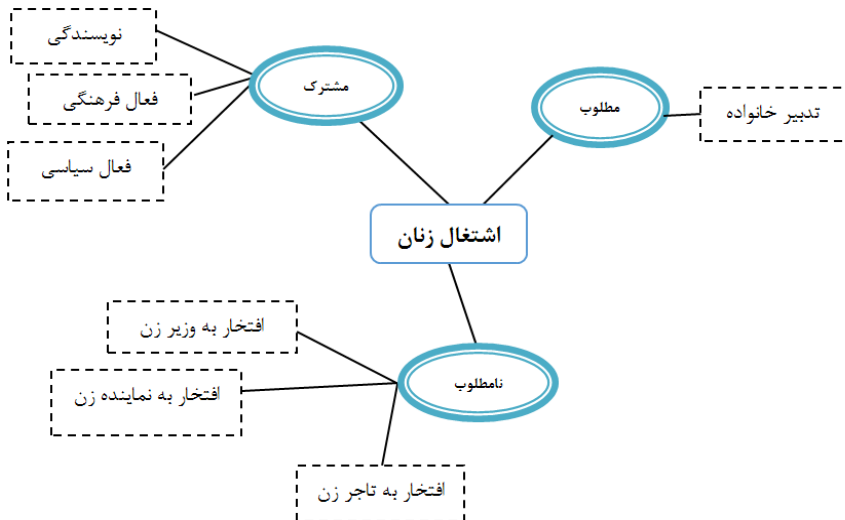 نویسندگی
مشترک
فعال فرهنگی
مطلوب
تدبیر خانواده
فعال سیاسی
اشتغال زنان
افتخار به وزیر زن
نامطلوب
افتخار به نماینده زن
افتخار به تاجر زن